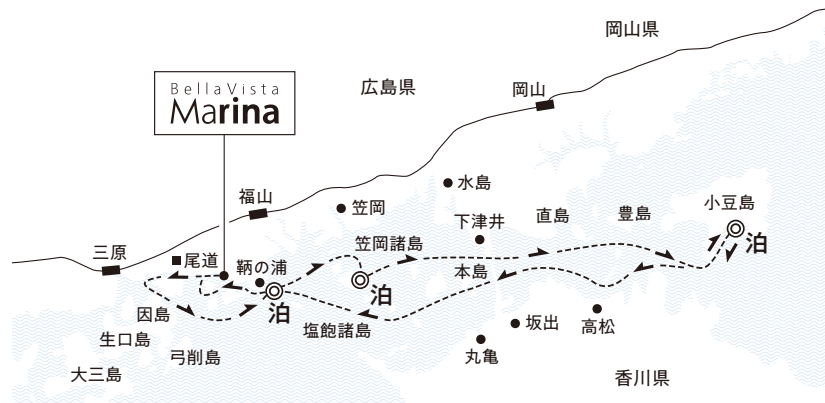 岡山県
BellaVista
Marina
広島県
岡山
水島
福山
笠岡
小豆島
直島
豊島
下津井
笠岡諸島
三原
尾道
鞆の浦
本島
泊
泊
泊
因島
塩飽諸島
坂出
高松
生口島
弓削島
丸亀
大三島
香川県